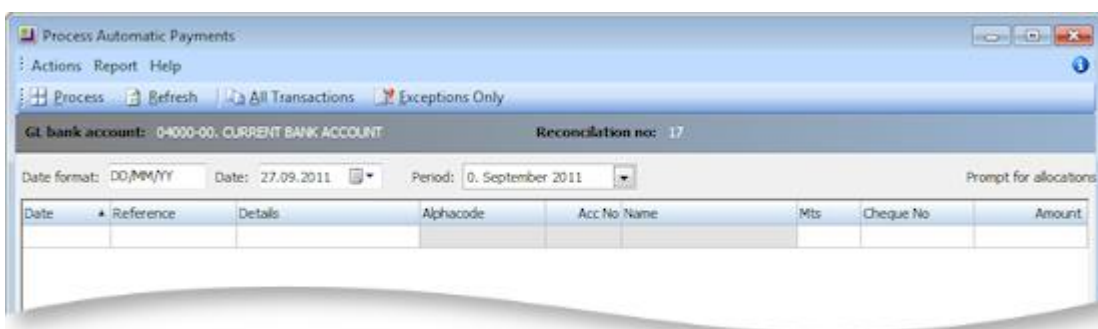 Process Automatic Payments
Actions Report Help
Process Refresh All Transactions Exceptions Only
GL bank account: 04000-00. CURRENT BANK ACCOUNT Reconcilation no: 17
Date format: DD/MM/YY Date: 27.09.2011 Period: 0. September 2011 Prompt for allocations
Date Reference Details Alphacode Acc No Name Mts Cheque No Amount